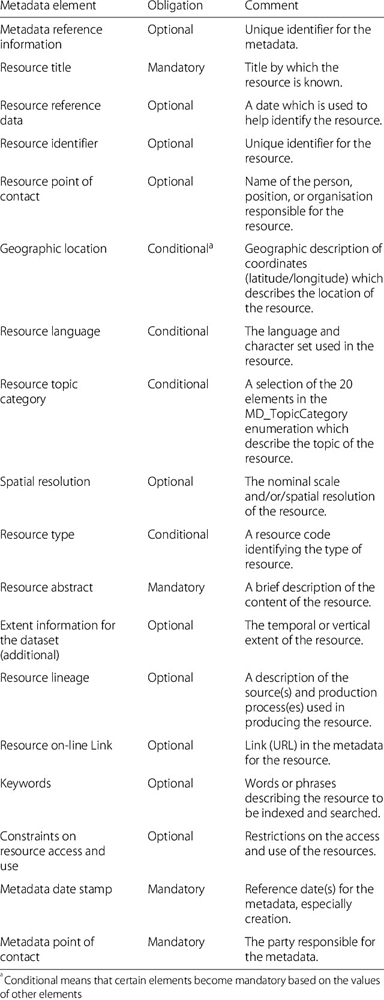 Metadata element Obligation Comment
Metadata reference Optional Unique identifier for the
information metadata.
Resource title Mandatory Title by which the
resource is known.
Resource reference Optional A date which is used to
data help identify the resource.
Resource identifier Optional Unique identifier for the
resource.
Resource point of Optional Name of the person,
contact position, or organisation
responsible for the
resource.
Geographic location Conditionalᵃ Geographic description of
coordinates
(latitude/longitude) which
describes the location of
the resource.
Resource language Conditional The language and
character set used in the
resource.
Resource topic Conditional A selection of the 20
category elements in the
MD_TopicCategory
enumeration which
describe the topic of the
resource.
Spatial resolution Optional The nominal scale
and/or/spatial resolution
of the resource.
Resource type Conditional A resource code
identifying the type of
resource.
Resource abstract Mandatory A brief description of the
content of the resource.
Extent information for Optional The temporal or vertical
the dataset extent of the resource.
(additional)
Resource lineage Optional A description of the
source(s) and production
process(es) used in
producing the resource.
Resource on-line Link Optional Link (URL) in the metadata
for the resource.
Keywords Optional Words or phrases
describing the resource to
be indexed and searched.
Constraints on Optional Restrictions on the access
resource access and and use of the resources.
use
Metadata date stamp Mandatory Reference date(s) for the
metadata, especially
creation.
Metadata point of Mandatory The party responsible for
contact the metadata.
ᵃ Conditional means that certain elements become mandatory based on the values
of other elements